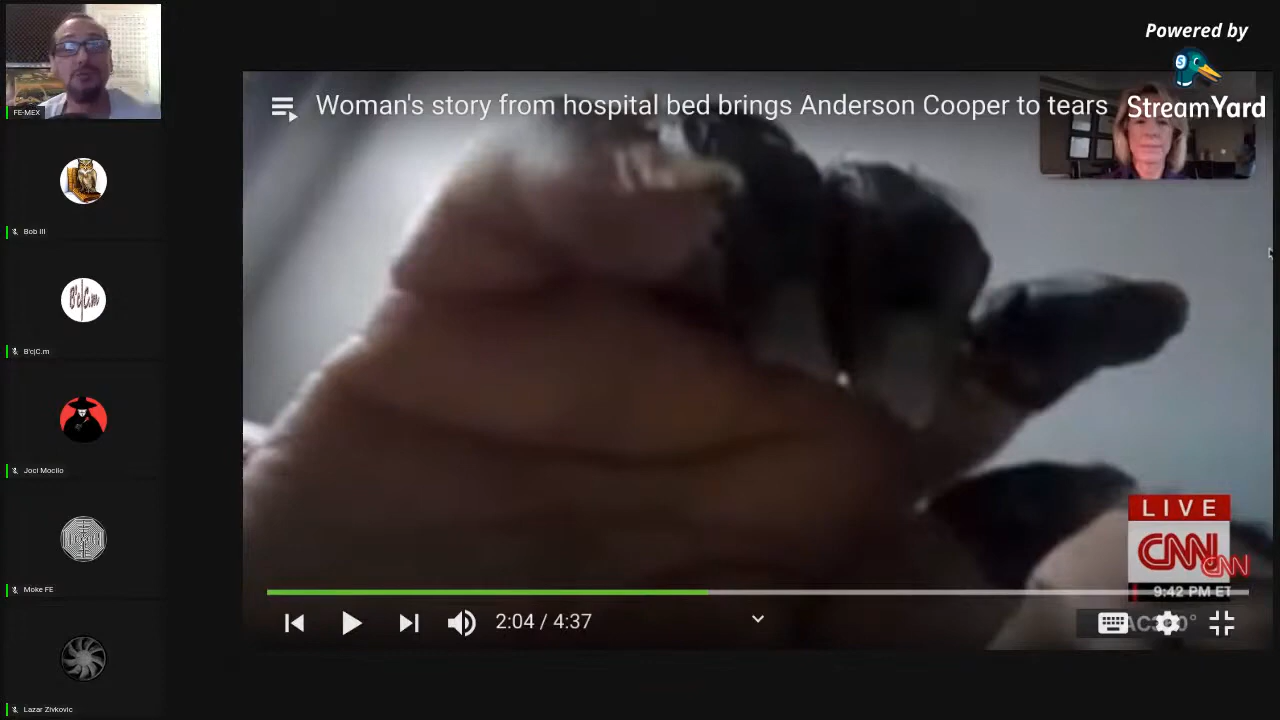 Powered by
StreamYard
Woman's story from hospital bed brings Anderson Cooper to tears
FE-MEX
Bob III
B'c|C.m
B'c|C.m
Joci Mocilo
Moke FE
Lazar Zivkovic
LIVE
CNN
CNN
9:42 PM ET
2:04 / 4:37